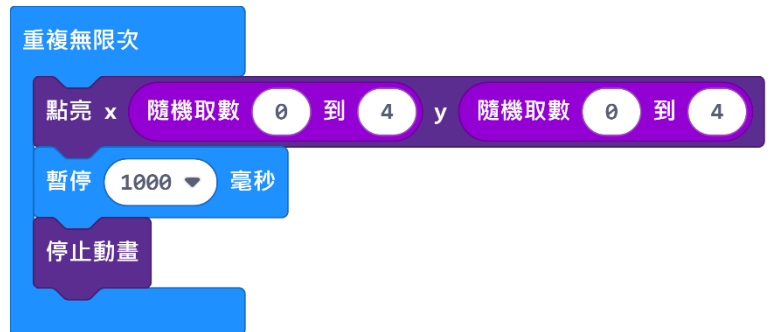 重複無限次
點亮 x 隨機取數 0 到 4 y 隨機取數 0 到 4
暫停 1000 毫秒
停止動畫